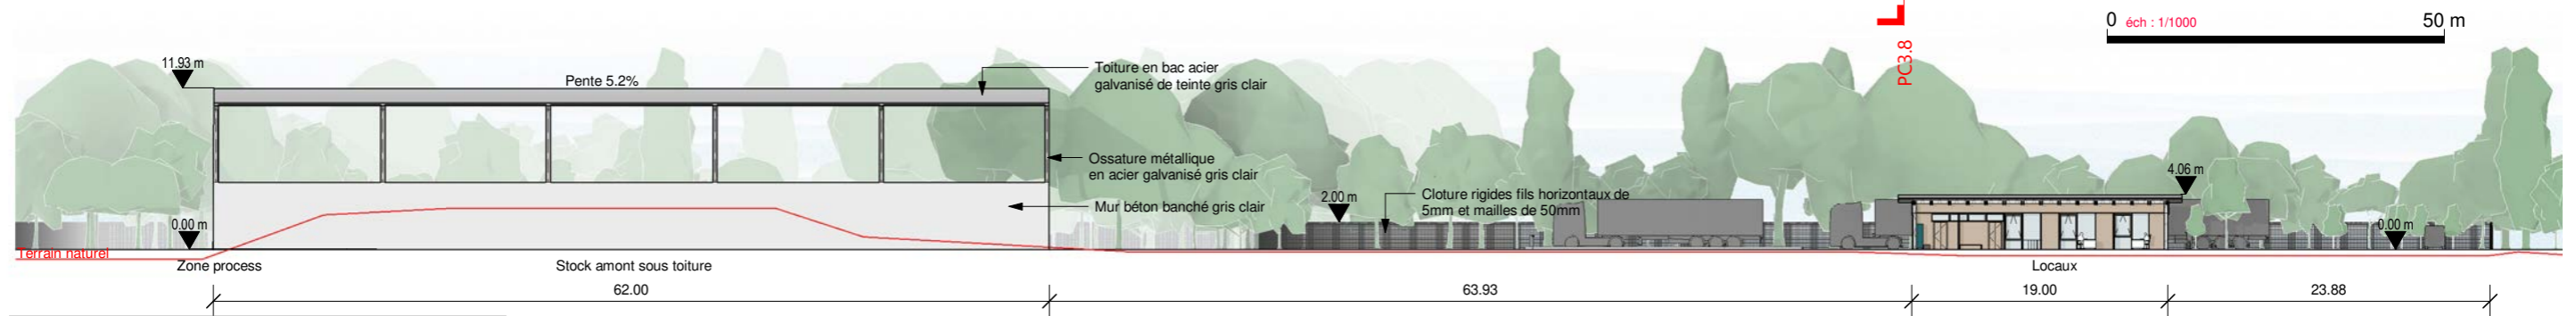 0 éch : 1/1000 50 m
PC3.8
11.93 m
Pente 5.2%
Toiture en bac acier
galvanisé de teinte gris clair
Ossature métallique
en acier galvanisé gris clair
Mur béton banché gris clair
2.00 m
Cloture rigides fils horizontaux de
5mm et mailles de 50mm
4.06 m
0.00 m
0.00 m
Terrain naturel
Zone process
Stock amont sous toiture
Locaux
62.00
63.93
19.00
23.88